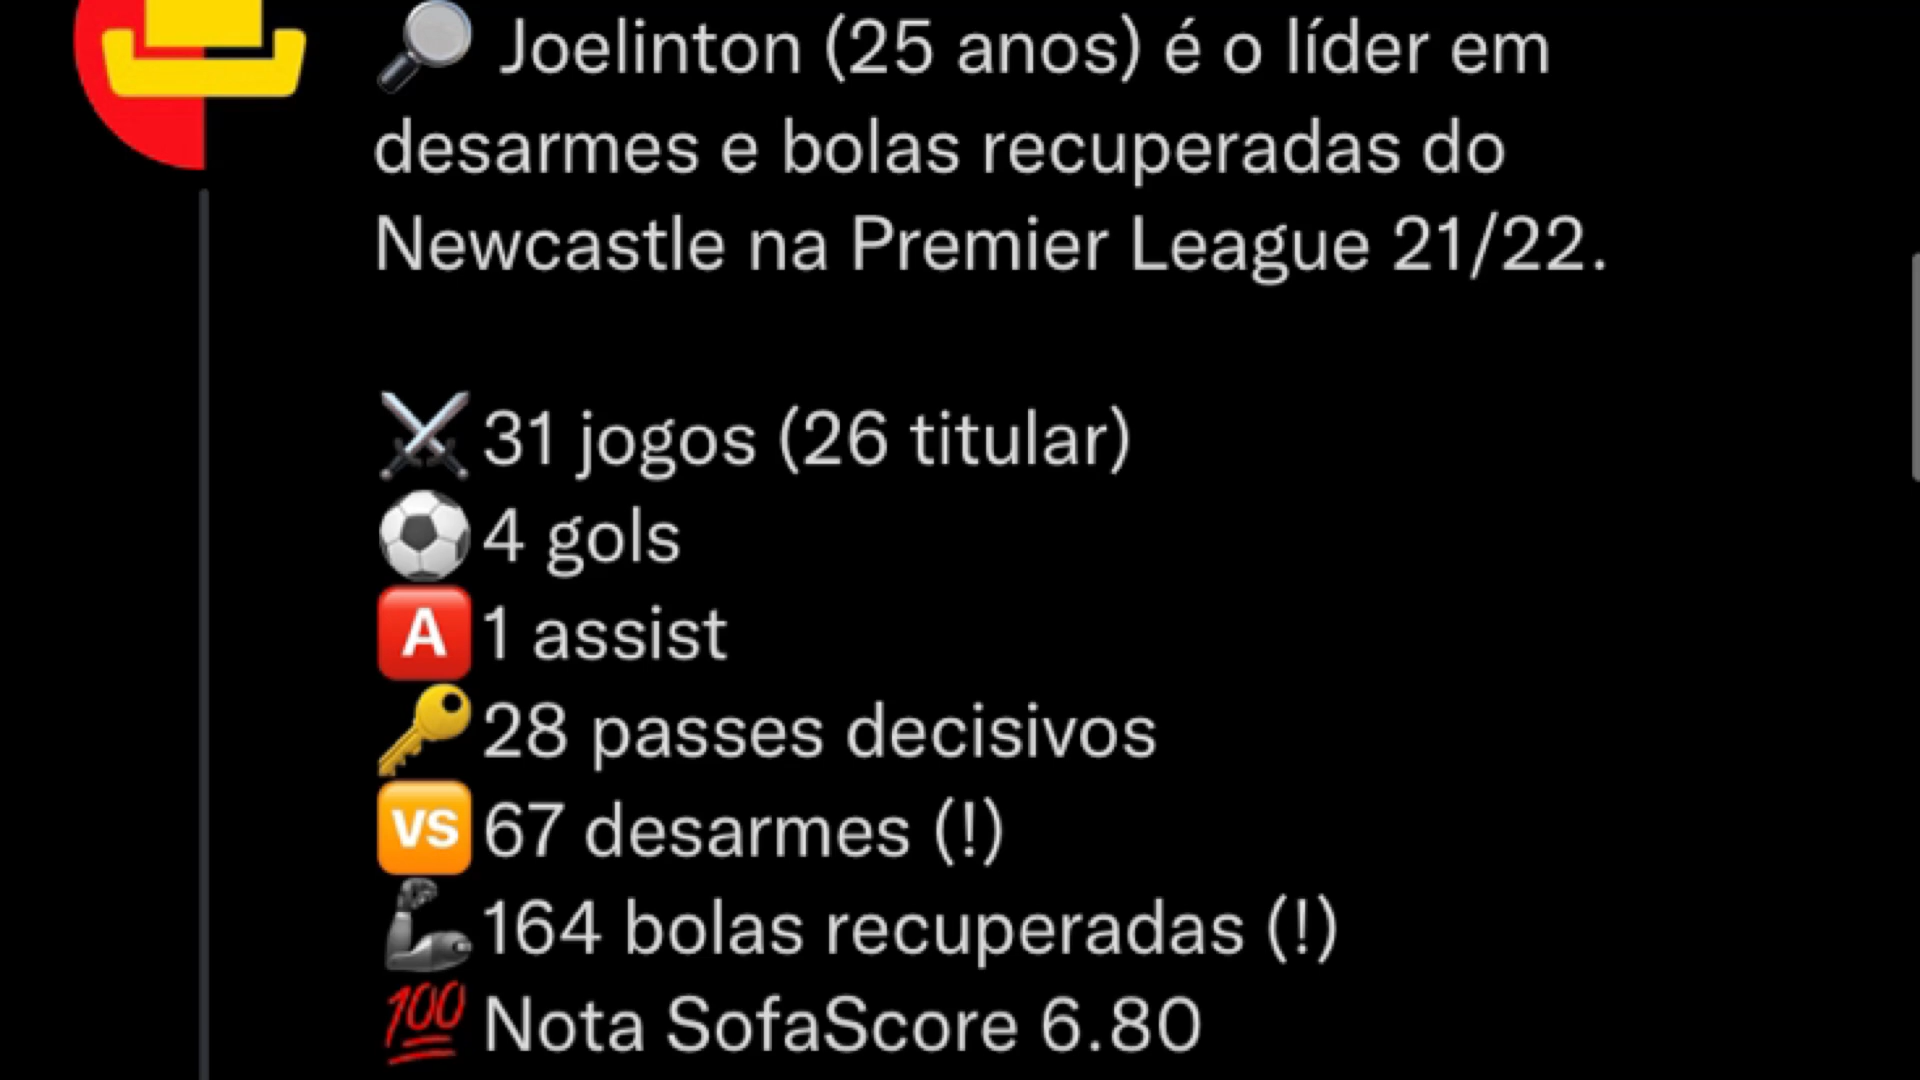 🔎 Joelinton (25 anos) é o líder em
desarmes e bolas recuperadas do
Newcastle na Premier League 21/22.
⚔️31 jogos (26 titular)
⚽4 gols
🅰️1 assist
🔑28 passes decisivos
🆚67 desarmes (!)
🦾164 bolas recuperadas (!)
💯Nota SofaScore 6.80